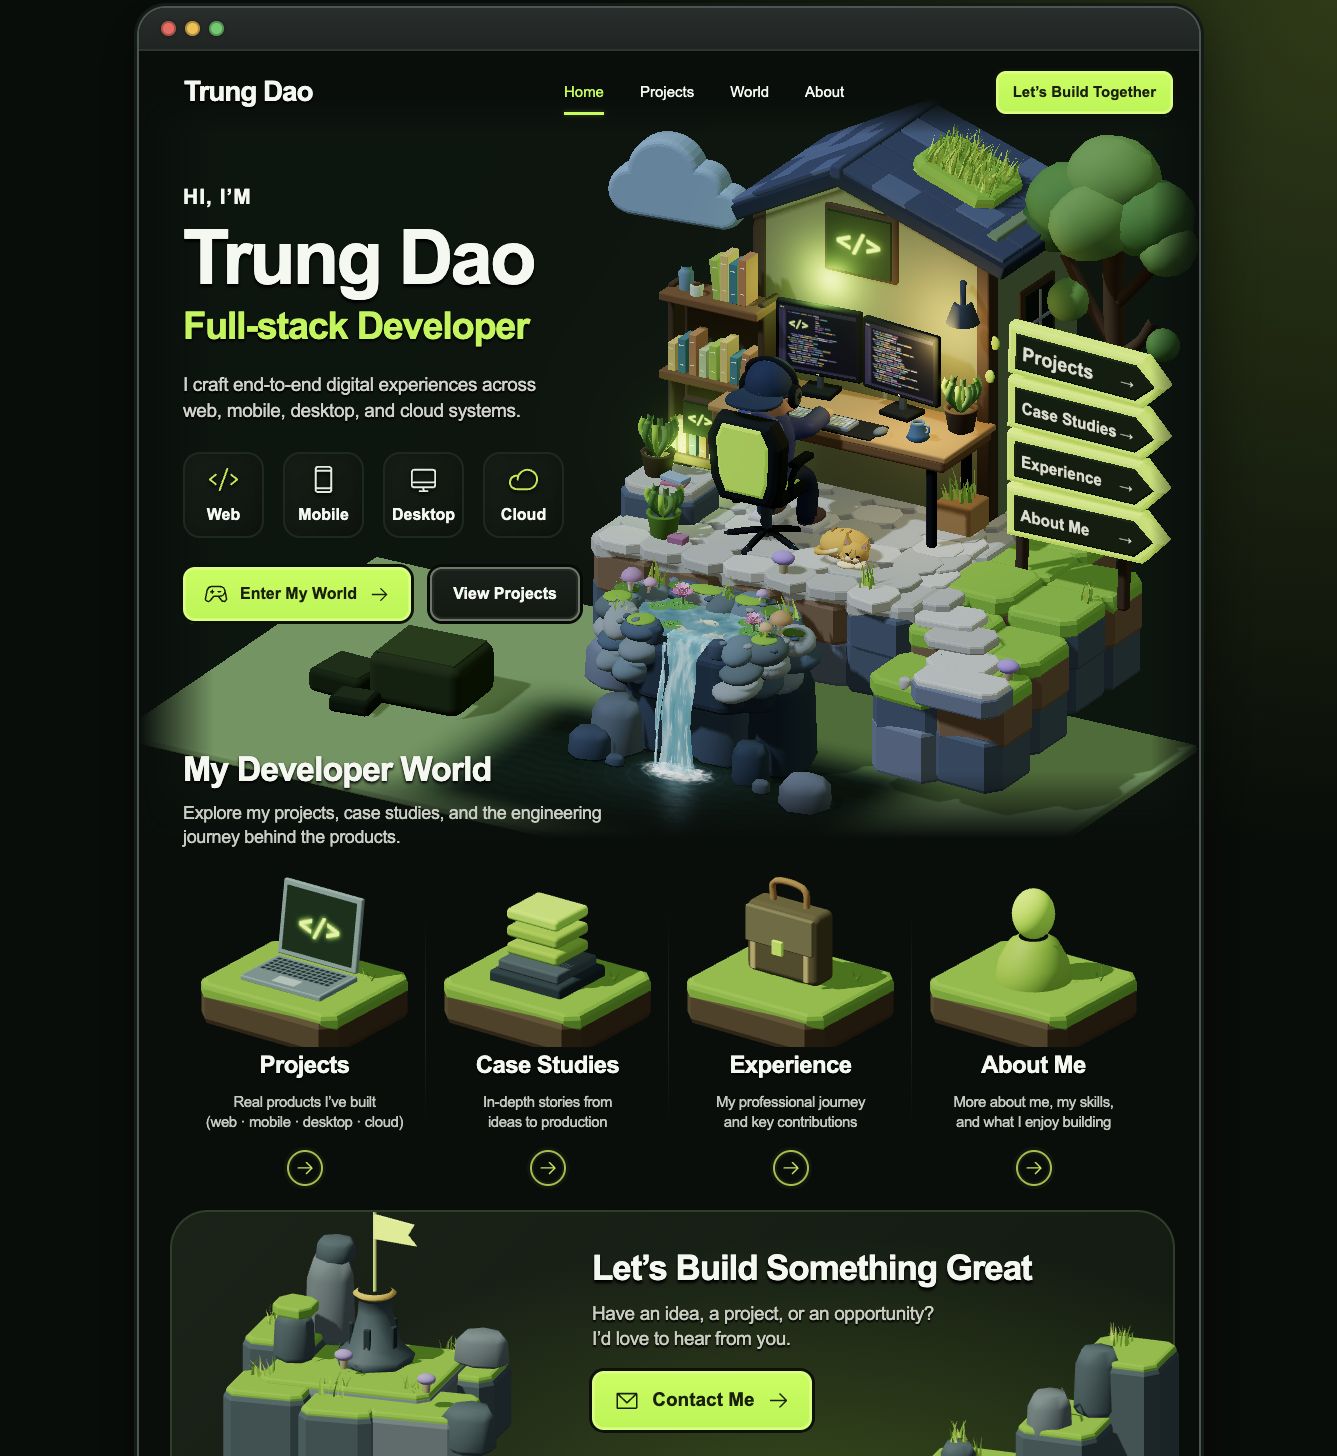 Trung Dao
Home
Projects
World
About
Let’s Build Together
HI, I’M
Trung Dao
Full-stack Developer
I craft end-to-end digital experiences across
web, mobile, desktop, and cloud systems.
</> Web
Mobile
Desktop
Cloud
Enter My World →
View Projects
</>
</>
</>
Projects →
Case Studies →
Experience →
About Me →
My Developer World
Explore my projects, case studies, and the engineering
journey behind the products.
</>
Projects
Real products I’ve built
(web · mobile · desktop · cloud)
→
Case Studies
In-depth stories from
ideas to production
→
Experience
My professional journey
and key contributions
→
About Me
More about me, my skills,
and what I enjoy building
→
Let’s Build Something Great
Have an idea, a project, or an opportunity?
I’d love to hear from you.
Contact Me →